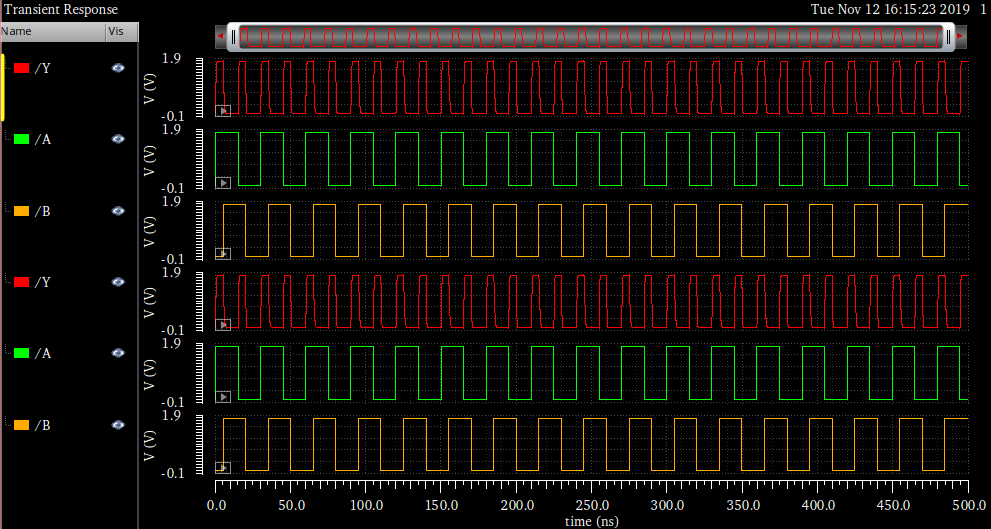 Transient Response Tue Nov 12 16:15:23 2019 1
Name Vis
/Y
1.9
V (V)
-0.1
/A
1.9
V (V)
-0.1
/B
1.9
V (V)
-0.1
/Y
1.9
V (V)
-0.1
/A
1.9
V (V)
-0.1
/B
1.9
V (V)
-0.1
0.0 50.0 100.0 150.0 200.0 250.0 300.0 350.0 400.0 450.0 500.0
time (ns)